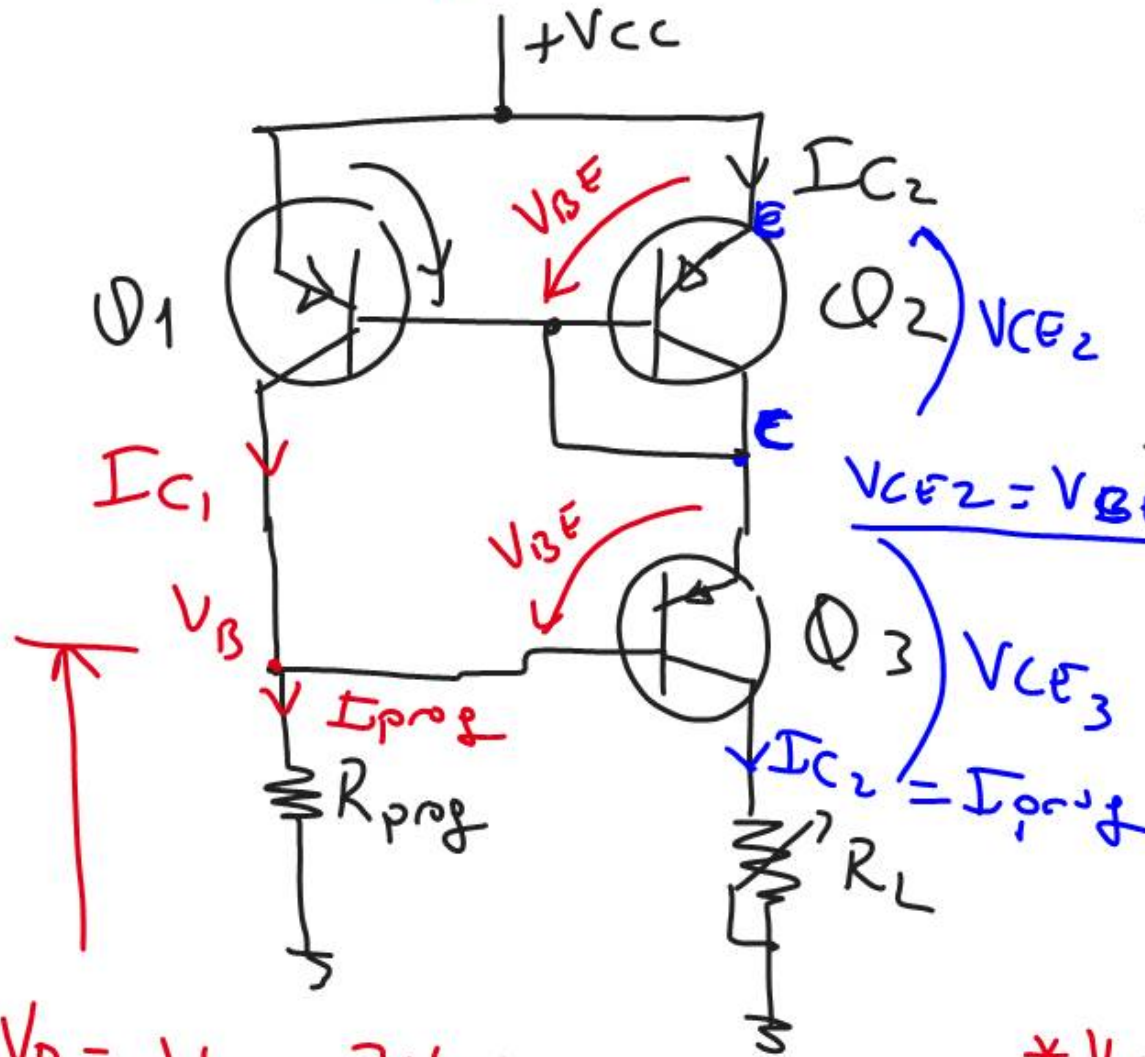 +VCC
IC2
VBE
E
Q1
Q2
VCE2
C
IC1
VCE2 = VB
VBE
VB
Q3
VCE3
Iprog
IC2 = Iprog
Rprog
RL